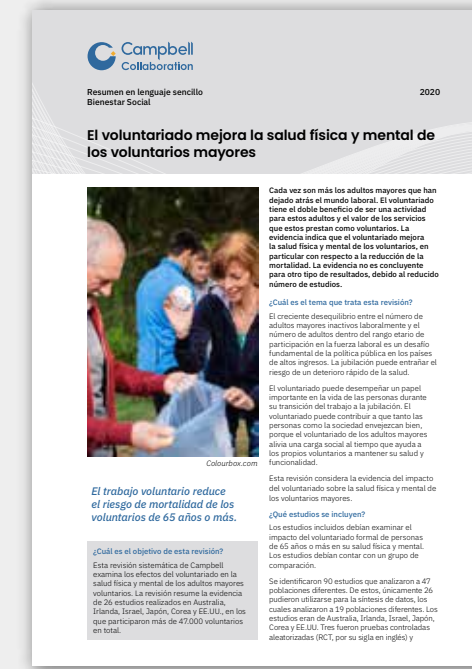 Campbell
Collaboration
Resumen en lenguaje sencillo
Bienestar Social
2020
El voluntariado mejora la salud física y mental de
los voluntarios mayores
Colourbox.com
El trabajo voluntario reduce
el riesgo de mortalidad de los
voluntarios de 65 años o más.
¿Cuál es el objetivo de esta revisión?
Esta revisión sistemática de Campbell
examina los efectos del voluntariado en la
salud física y mental de los adultos mayores
voluntarios. La revisión resume la evidencia
de 26 estudios realizados en Australia,
Irlanda, Israel, Japón, Corea y EE.UU., en los
que participaron más de 47.000 voluntarios
en total.
Cada vez son más los adultos mayores que han
dejado atrás el mundo laboral. El voluntariado
tiene el doble beneficio de ser una actividad
para estos adultos y el valor de los servicios
que estos prestan como voluntarios. La
evidencia indica que el voluntariado mejora
la salud física y mental de los voluntarios, en
particular con respecto a la reducción de la
mortalidad. La evidencia no es concluyente
para otro tipo de resultados, debido al reducido
número de estudios.
¿Cuál es el tema que trata esta revisión?
El creciente desequilibrio entre el número de
adultos mayores inactivos laboralmente y el
número de adultos dentro del rango etario de
participación en la fuerza laboral es un desafío
fundamental de la política pública en los países
de altos ingresos. La jubilación puede entrañar el
riesgo de un deterioro rápido de la salud.
El voluntariado puede desempeñar un papel
importante en la vida de las personas durante
su transición del trabajo a la jubilación. El
voluntariado puede contribuir a que tanto las
personas como la sociedad envejezcan bien,
porque el voluntariado de los adultos mayores
alivia una carga social al tiempo que ayuda a
los propios voluntarios a mantener su salud y
funcionalidad.
Esta revisión considera la evidencia del impacto
del voluntariado sobre la salud física y mental de
los voluntarios mayores.
¿Qué estudios se incluyen?
Los estudios incluidos debían examinar el
impacto del voluntariado formal de personas
de 65 años o más en su salud física y mental.
Los estudios debían contar con un grupo de
comparación.
Se identificaron 90 estudios que analizaron a 47
poblaciones diferentes. De estos, únicamente 26
pudieron utilizarse para la síntesis de datos, los
cuales analizaron a 19 poblaciones diferentes. Los
estudios eran de Australia, Irlanda, Israel, Japón,
Corea y EE.UU. Tres fueron pruebas controladas
aleatorizadas (RCT, por su sigla en inglés) y